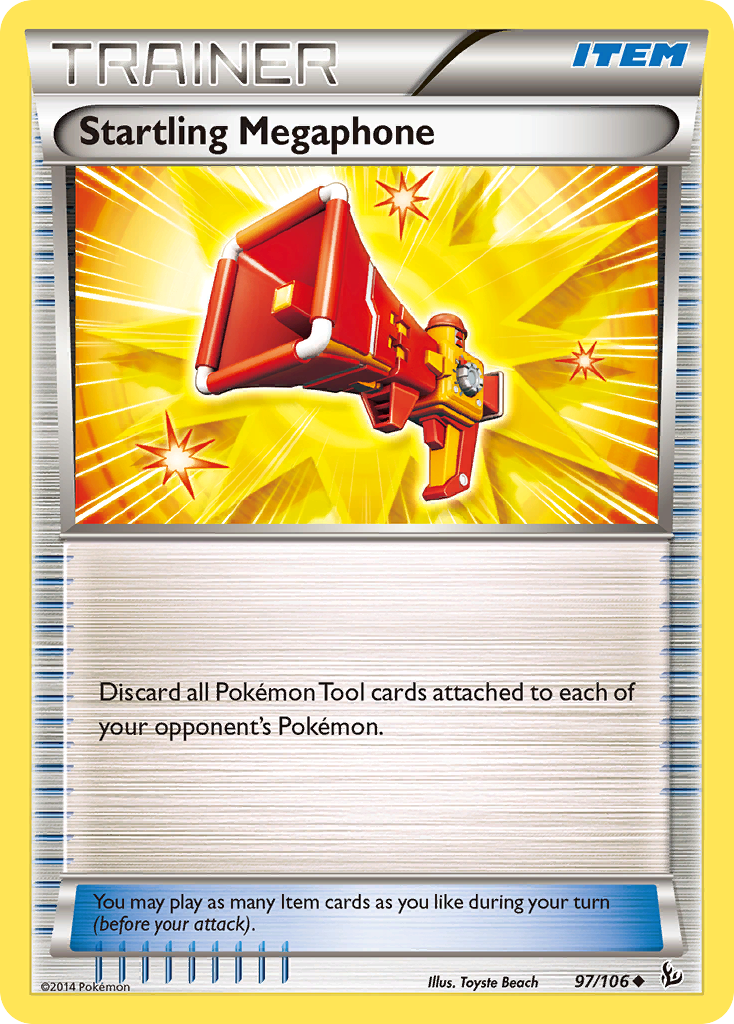 TRAINER
ITEM
Startling Megaphone
Discard all Pokémon Tool cards attached to each of
your opponent's Pokémon.
You may play as many Item cards as you like during your turn
(before your attack).
©2014 Pokémon
Illus. Toyste Beach
97/106